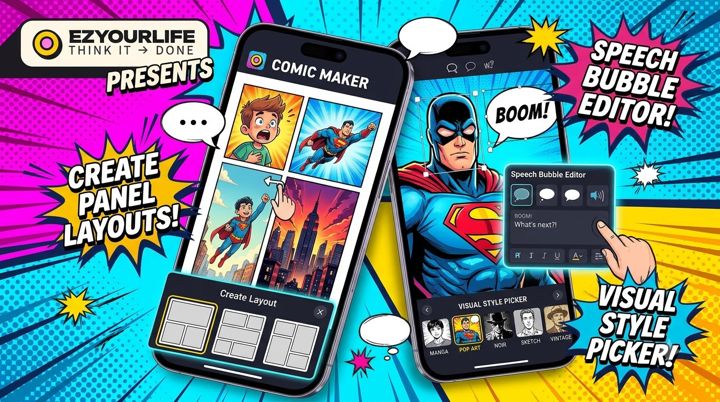 EZYOURLIFE
THINK IT → DONE
PRESENTS
CREATE
PANEL
LAYOUTS!
COMIC MAKER
Create Layout
BOOM!
SPEECH
BUBBLE
EDITOR!
Speech Bubble Editor
BOOM!
What's next?!
I
I
U
A
VISUAL STYLE PICKER
MANGA
POP ART
NOIR
SKETCH
VINTAGE
VISUAL
STYLE
PICKER!